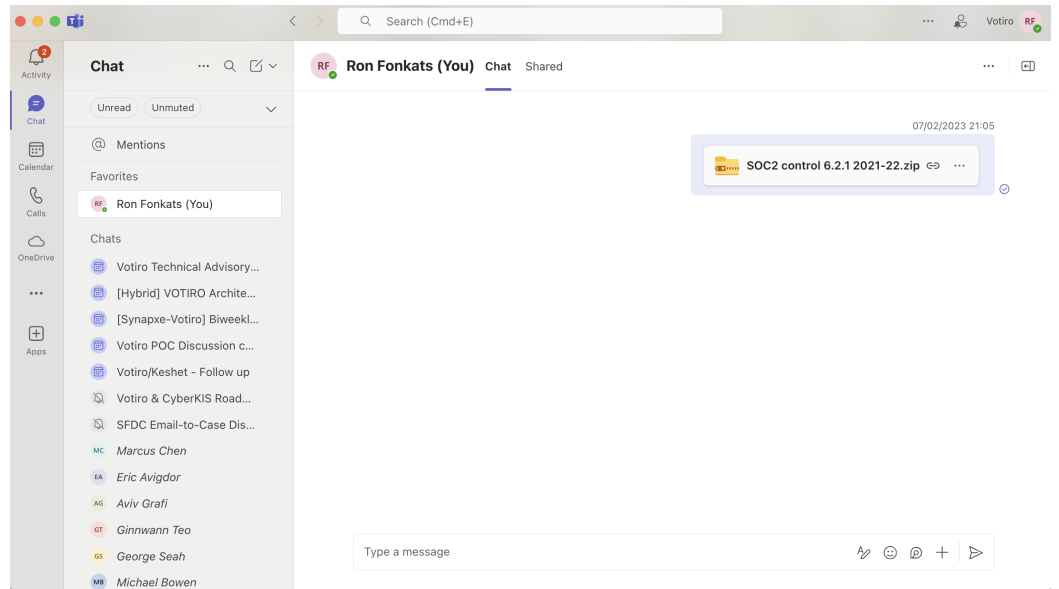 Search (Cmd+E)
Votiro
RF
2
Activity
Chat
Calendar
Calls
OneDrive
Apps
Chat
Unread
Unmuted
Mentions
Favorites
RF
Ron Fonkats (You)
Chats
Votiro Technical Advisory...
[Hybrid] VOTIRO Archite...
[Synapxe-Votiro] Biweekl...
Votiro POC Discussion c...
Votiro/Keshet - Follow up
Votiro & CyberKIS Road...
SFDC Email-to-Case Dis...
MC Marcus Chen
EA Eric Avigdor
AG Aviv Grafi
GT Ginnwann Teo
GS George Seah
MB Michael Bowen
RF Ron Fonkats (You) Chat Shared
07/02/2023 21:05
SOC2 control 6.2.1 2021-22.zip
Type a message